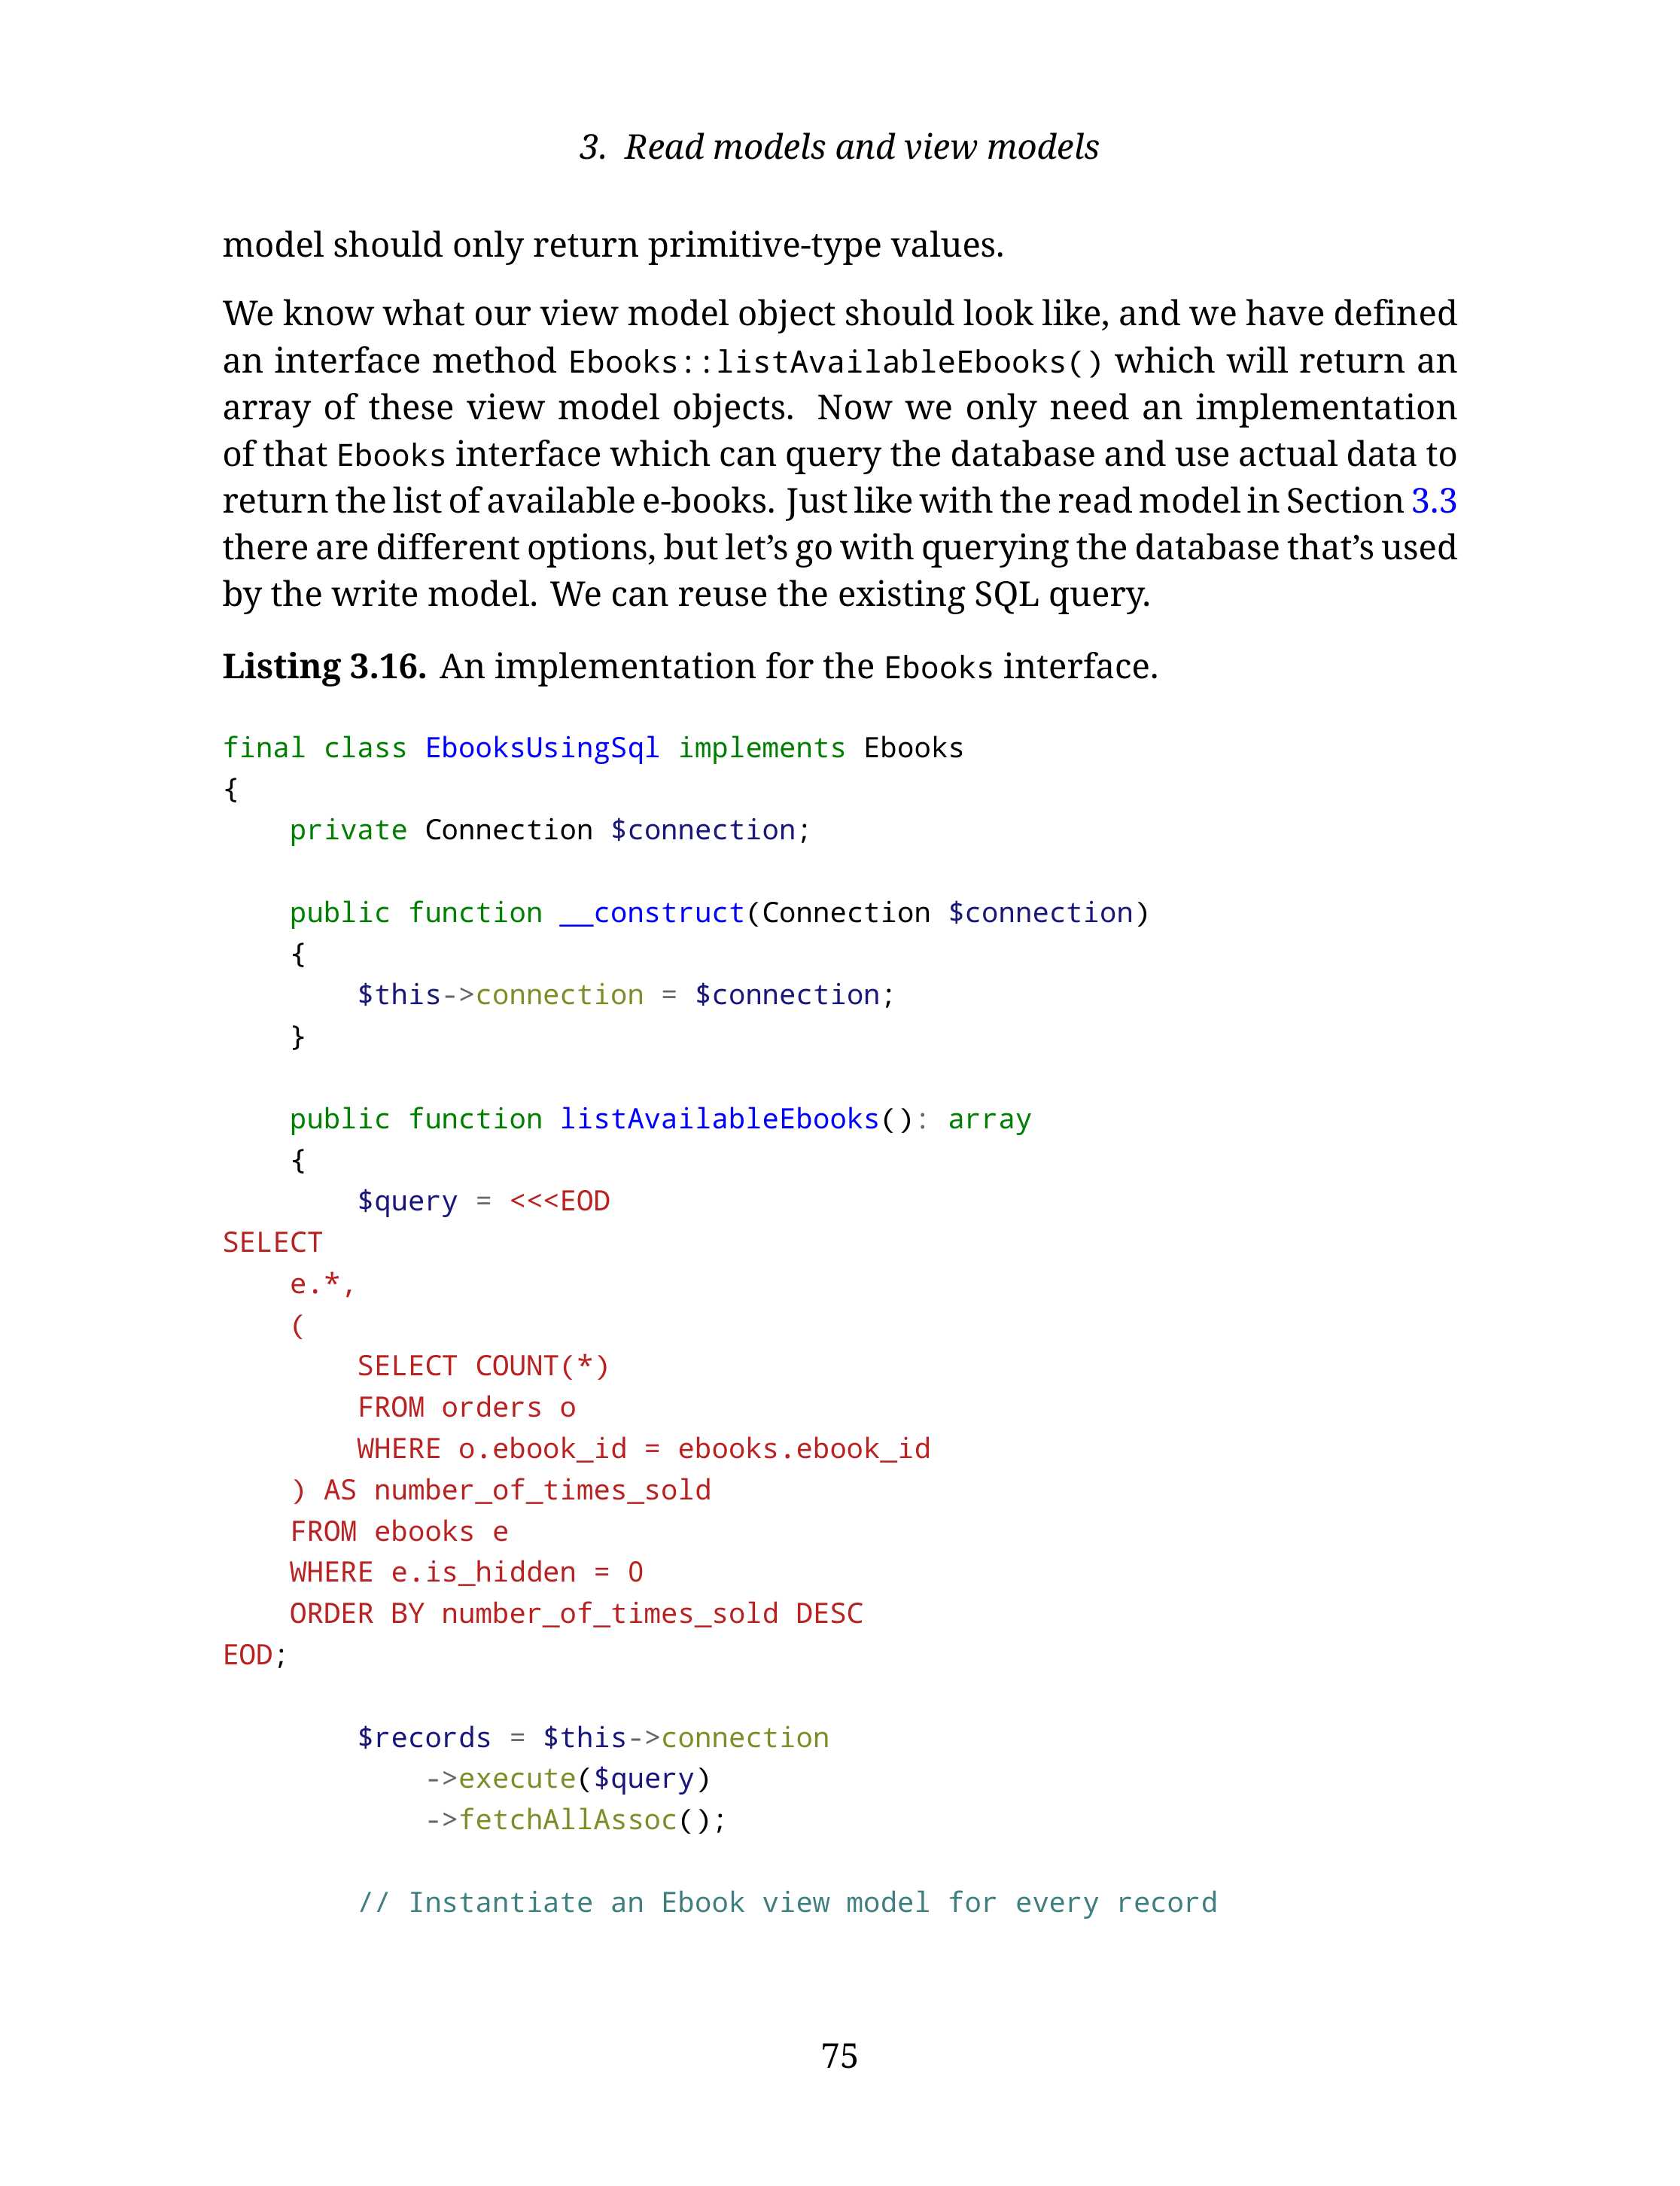 3. Read models and view models
model should only return primitive-type values.
We know what our view model object should look like, and we have defined
an interface method Ebooks::listAvailableEbooks() which will return an
array of these view model objects. Now we only need an implementation
of that Ebooks interface which can query the database and use actual data to
return the list of available e-books. Just like with the read model in Section 3.3
there are different options, but let’s go with querying the database that’s used
by the write model. We can reuse the existing SQL query.
Listing 3.16. An implementation for the Ebooks interface.
final class EbooksUsingSql implements Ebooks
{
    private Connection $connection;

    public function __construct(Connection $connection)
    {
        $this->connection = $connection;
    }

    public function listAvailableEbooks(): array
    {
        $query = <<<EOD
SELECT
    e.*,
    (
        SELECT COUNT(*)
        FROM orders o
        WHERE o.ebook_id = ebooks.ebook_id
    ) AS number_of_times_sold
    FROM ebooks e
    WHERE e.is_hidden = 0
    ORDER BY number_of_times_sold DESC
EOD;

        $records = $this->connection
            ->execute($query)
            ->fetchAllAssoc();

        // Instantiate an Ebook view model for every record
75